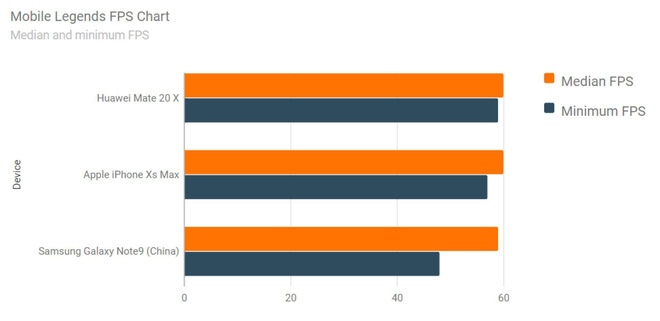 Mobile Legends FPS Chart
Median and minimum FPS
Median FPS
Minimum FPS
Device
Huawei Mate 20 X
Apple iPhone Xs Max
Samsung Galaxy Note9 (China)
0 20 40 60